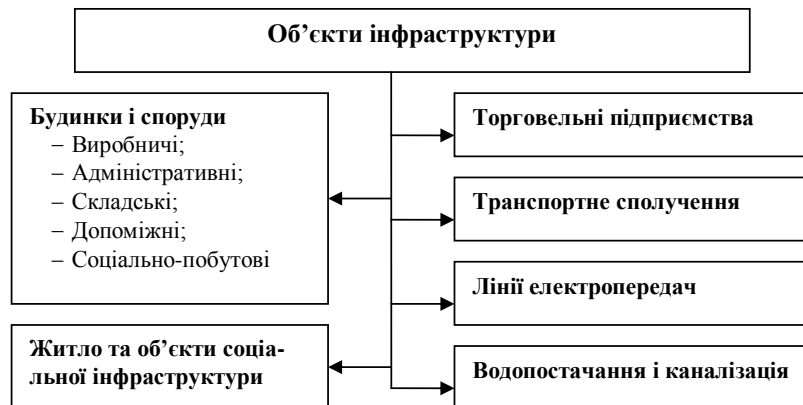 Об’єкти інфраструктури
Будинки і споруди
– Виробничі;
– Адміністративні;
– Складські;
– Допоміжні;
– Соціально-побутові
Житло та об’єкти соціа-
льної інфраструктури
Торговельні підприємства
Транспортне сполучення
Лінії електропередач
Водопостачання і каналізація